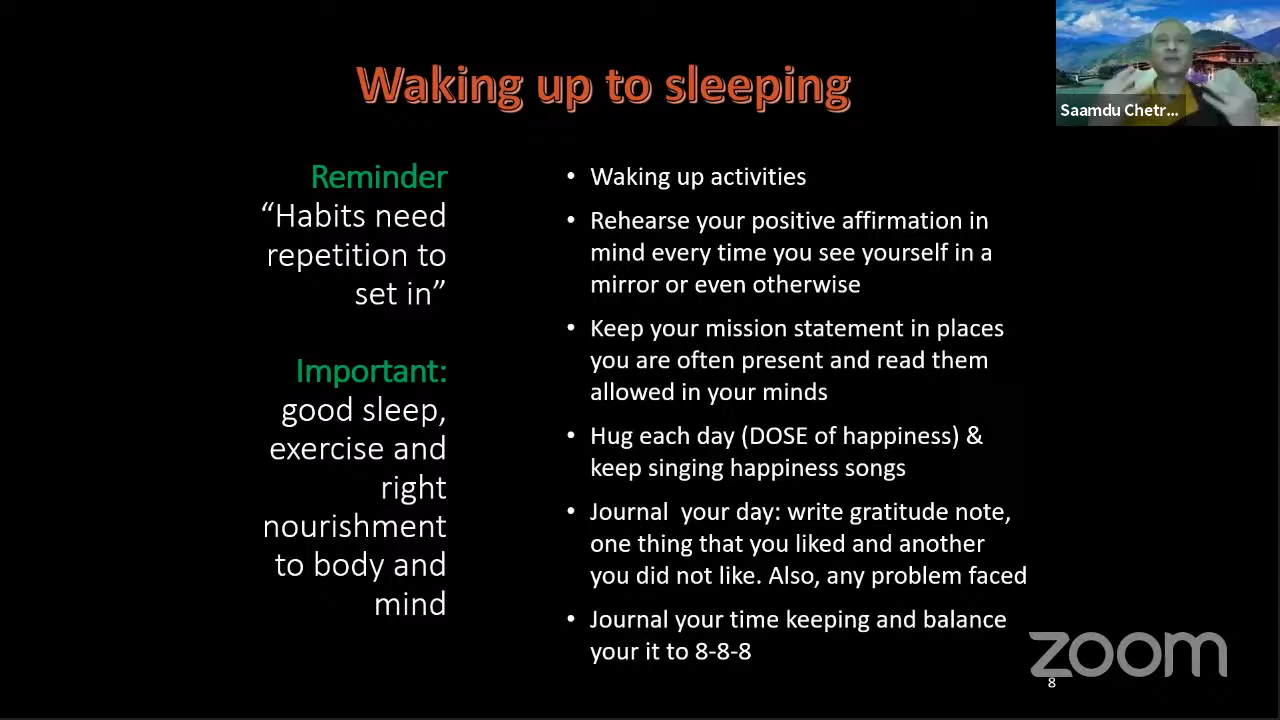 Waking up to sleeping
Saamdu Chetr...
Reminder
“Habits need
repetition to
set in”
Important:
good sleep,
exercise and
right
nourishment
to body and
mind
• Waking up activities
• Rehearse your positive affirmation in
mind every time you see yourself in a
mirror or even otherwise
• Keep your mission statement in places
you are often present and read them
allowed in your minds
• Hug each day (DOSE of happiness) &
keep singing happiness songs
• Journal  your day: write gratitude note,
one thing that you liked and another
you did not like. Also, any problem faced
• Journal your time keeping and balance
your it to 8-8-8
zoom
8